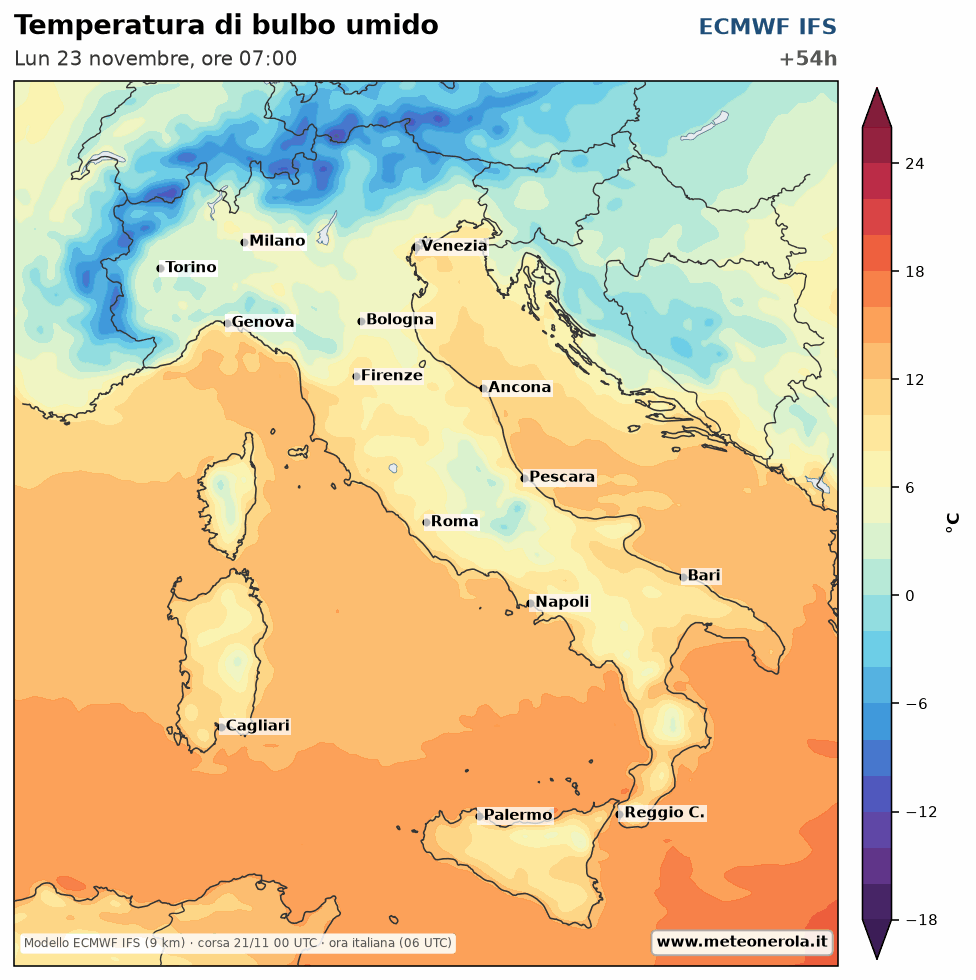 Temperatura di bulbo umido
ECMWF IFS
Lun 23 novembre, ore 07:00
+54h
Milano
Venezia
Torino
Genova
Bologna
Firenze
Ancona
Pescara
Roma
Bari
Napoli
Cagliari
Palermo
Reggio C.
24
18
12
6
0
−6
−12
−18
°C
Modello ECMWF IFS (9 km) · corsa 21/11 00 UTC · ora italiana (06 UTC)
www.meteonerola.it